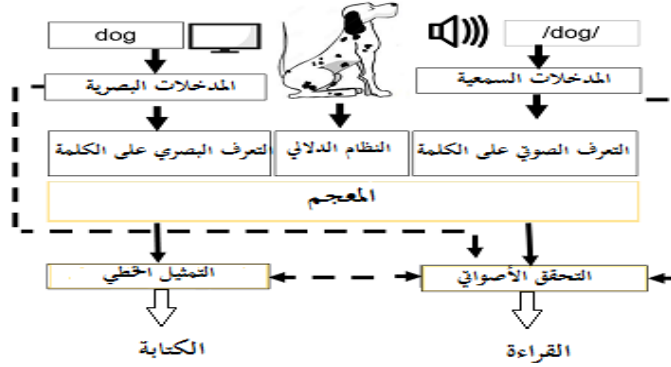 dog
/dog/
المدخلات البصرية
المدخلات السمعية
التعرف البصري على الكلمة
النظام الدلالي
التعرف الصوتي على الكلمة
المعجم
التمثيل الخطي
التحقق الأصواتي
الكتابة
القراءة